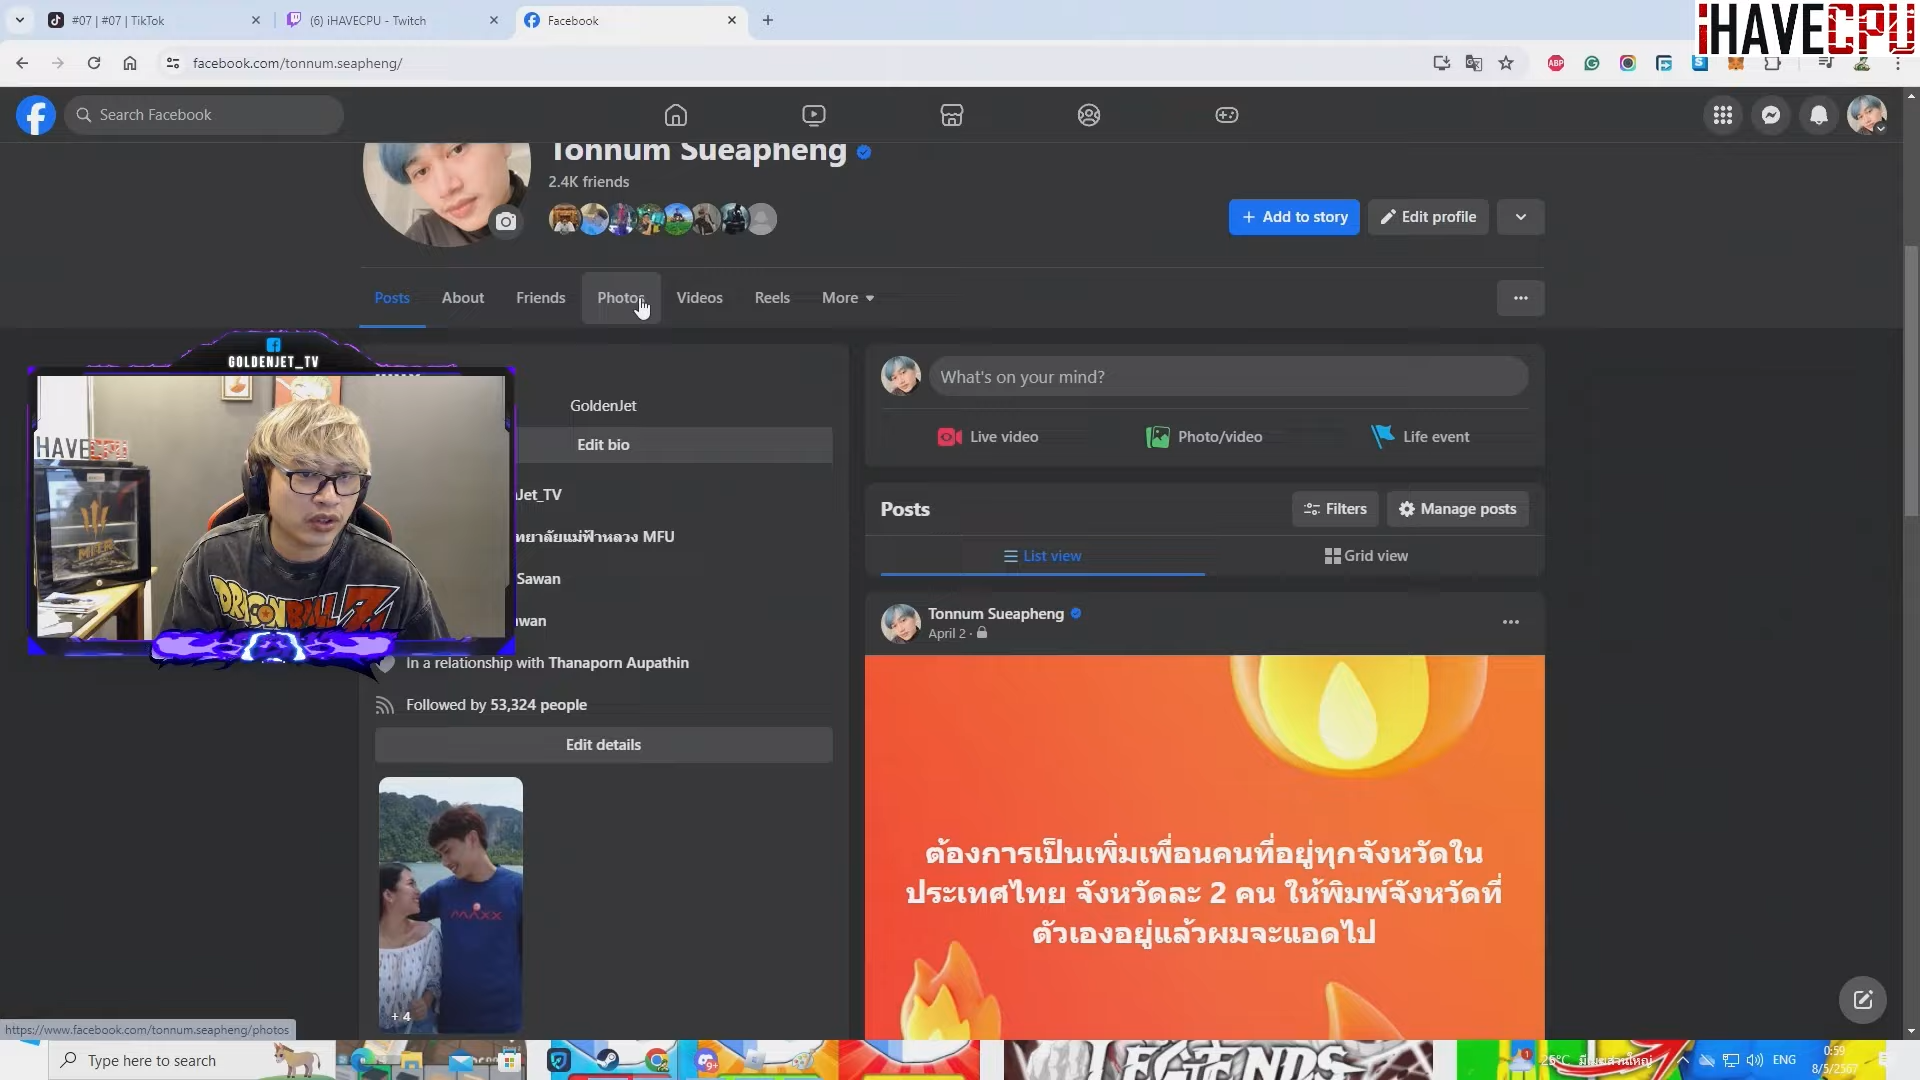 #07 | #07 | TikTok
(6) iHAVECPU - Twitch
Facebook
iHAVECPU
facebook.com/tonnum.seapheng/
ABP
Search Facebook
Tonnum Sueapheng
2.4K friends
+ Add to story
Edit profile
Posts
About
Friends
Photos
Videos
Reels
More
GOLDENJET_TV
What's on your mind?
GoldenJet
Edit bio
Live video
Photo/video
Life event
HAVE
Jet_TV
Posts
Filters
Manage posts
ทยาลัยแม่ฟ้าหลวง MFU
List view
Grid view
Sawan
DRAGON BALL Z
Tonnum Sueapheng
April 2
In a relationship with Thanaporn Aupathin
Followed by 53,324 people
Edit details
MAXX
+ 4
ต้องการเป็นเพิ่มเพื่อนคนที่อยู่ทุกจังหวัดใน
ประเทศไทย จังหวัดละ 2 คน ให้พิมพ์จังหวัดที่
ตัวเองอยู่แล้วผมจะแอดไป
https://www.facebook.com/tonnum.seapheng/photos
Type here to search
LEGENDS
ENG
0:59
8/5/2567